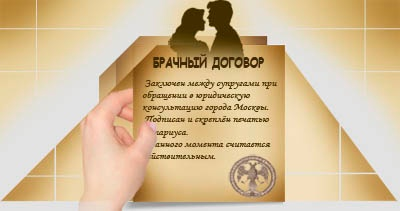 БРАЧНЫЙ ДОГОВОР
Заключен между супругами при
обращении в юридическую
консультацию города Москвы.
Подписан и скреплён печатью
момента считается